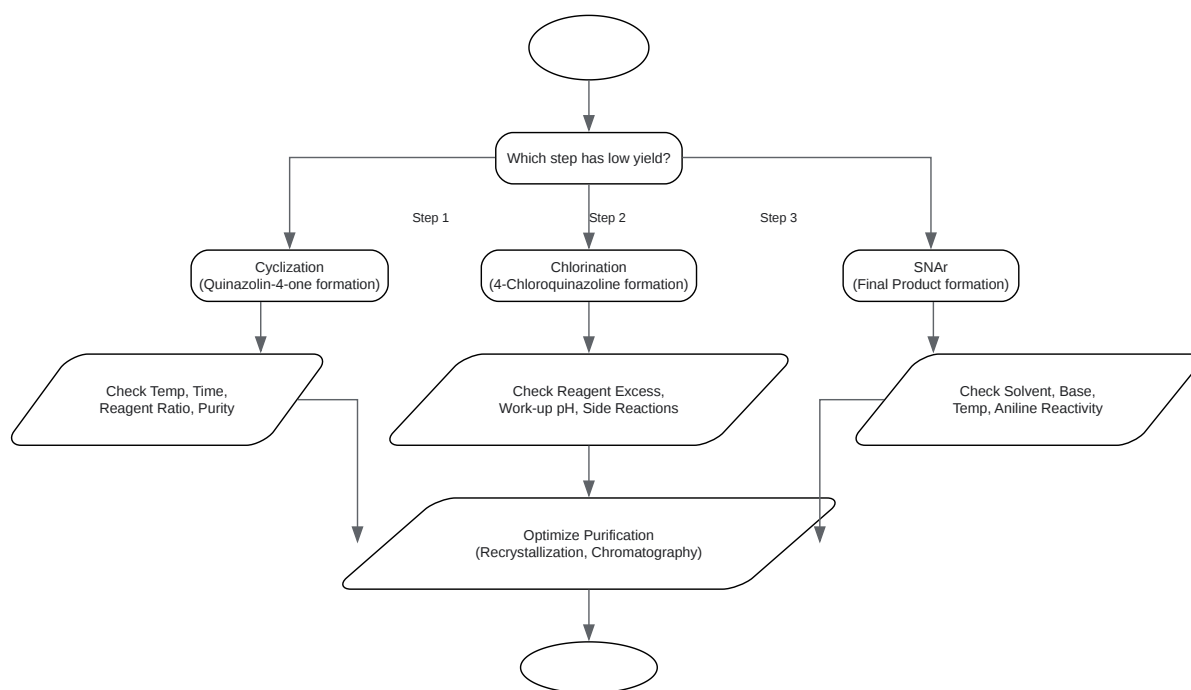 Which step has low yield?
Step 1
Step 2
Step 3
Cyclization
(Quinazolin-4-one formation)
Chlorination
(4-Chloroquinazoline formation)
SNAr
(Final Product formation)
Check Temp, Time,
Reagent Ratio, Purity
Check Reagent Excess,
Work-up pH, Side Reactions
Check Solvent, Base,
Temp, Aniline Reactivity
Optimize Purification
(Recrystallization, Chromatography)